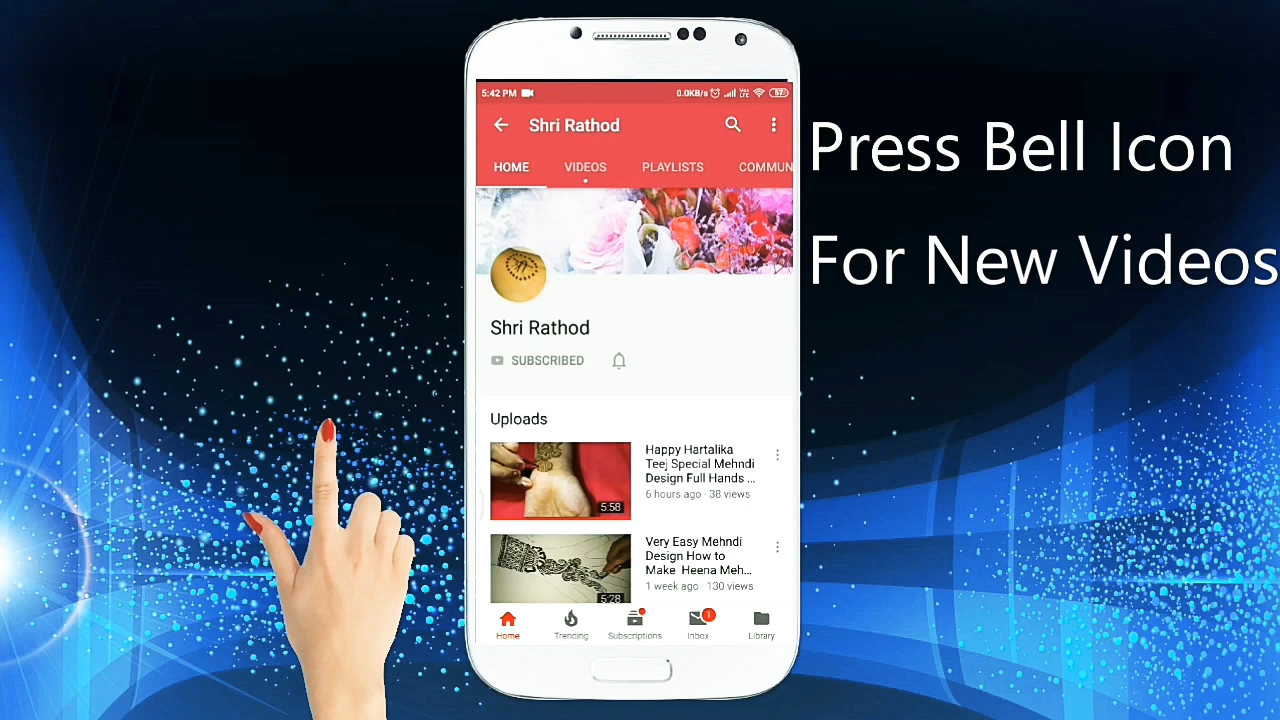 5:42 PM
0.0KB/s
VoLTE
57
Shri Rathod
HOME
VIDEOS
PLAYLISTS
COMMUN
Press Bell Icon
For New Videos
Shri Rathod
SUBSCRIBED
Uploads
Happy Hartalika
Teej Special Mehndi
Design Full Hands ...
6 hours ago · 38 views
5:58
Very Easy Mehndi
Design How to
Make Heena Meh...
1 week ago · 130 views
5:28
Home
Trending
Subscriptions
1
Inbox
Library